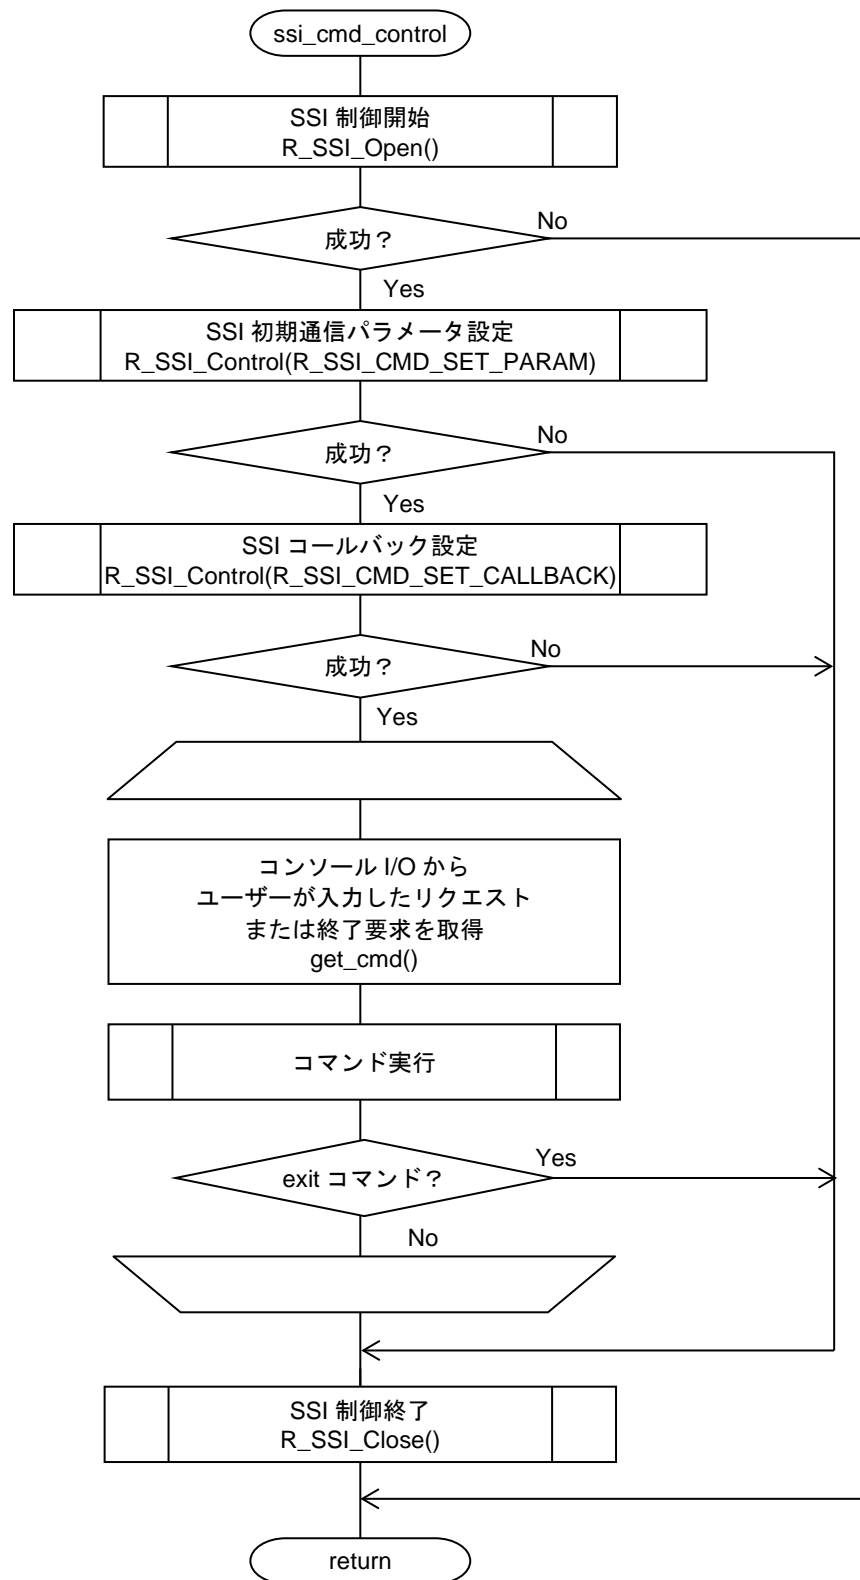 ssi_cmd_control
SSI 制御開始
R_SSI_Open()
成功？
No
Yes
SSI 初期通信パラメータ設定
R_SSI_Control(R_SSI_CMD_SET_PARAM)
成功？
No
Yes
SSI コールバック設定
R_SSI_Control(R_SSI_CMD_SET_CALLBACK)
成功？
No
Yes
コンソール I/O から
ユーザーが入力したリクエスト
または終了要求を取得
get_cmd()
コマンド実行
exit コマンド？
Yes
No
SSI 制御終了
R_SSI_Close()
return